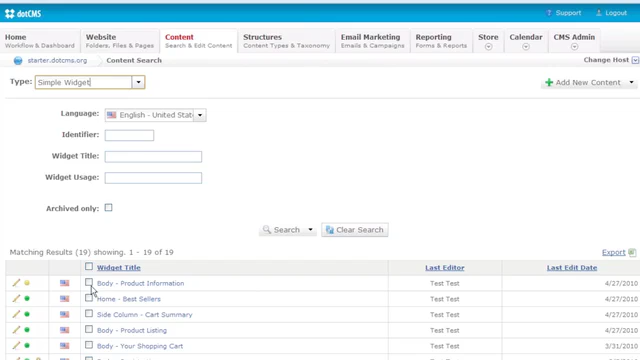 dotCMS
Support
Logout
Home
Workflow & Dashboard
Website
Folders, Files & Pages
Content
Search & Edit Content
Structures
Content Types & Taxonomy
Email Marketing
Emails & Campaigns
Reporting
Forms & Reports
Store
Calendar
CMS Admin
starter.dotcms.org
Content Search
Change Host
Type:
Simple Widget
Add New Content
Language:
English - United Stat
Identifier:
Widget Title:
Widget Usage:
Archived only:
Search
Clear Search
Matching Results (19) showing. 1 - 19 of 19
Export
Widget Title Last Editor Last Edit Date
Body - Product Information Test Test 4/27/2010
Home - Best Sellers Test Test 4/27/2010
Side Column - Cart Summary Test Test 4/27/2010
Body - Product Listing Test Test 4/27/2010
Body - Your Shopping Cart Test Test 3/31/2010